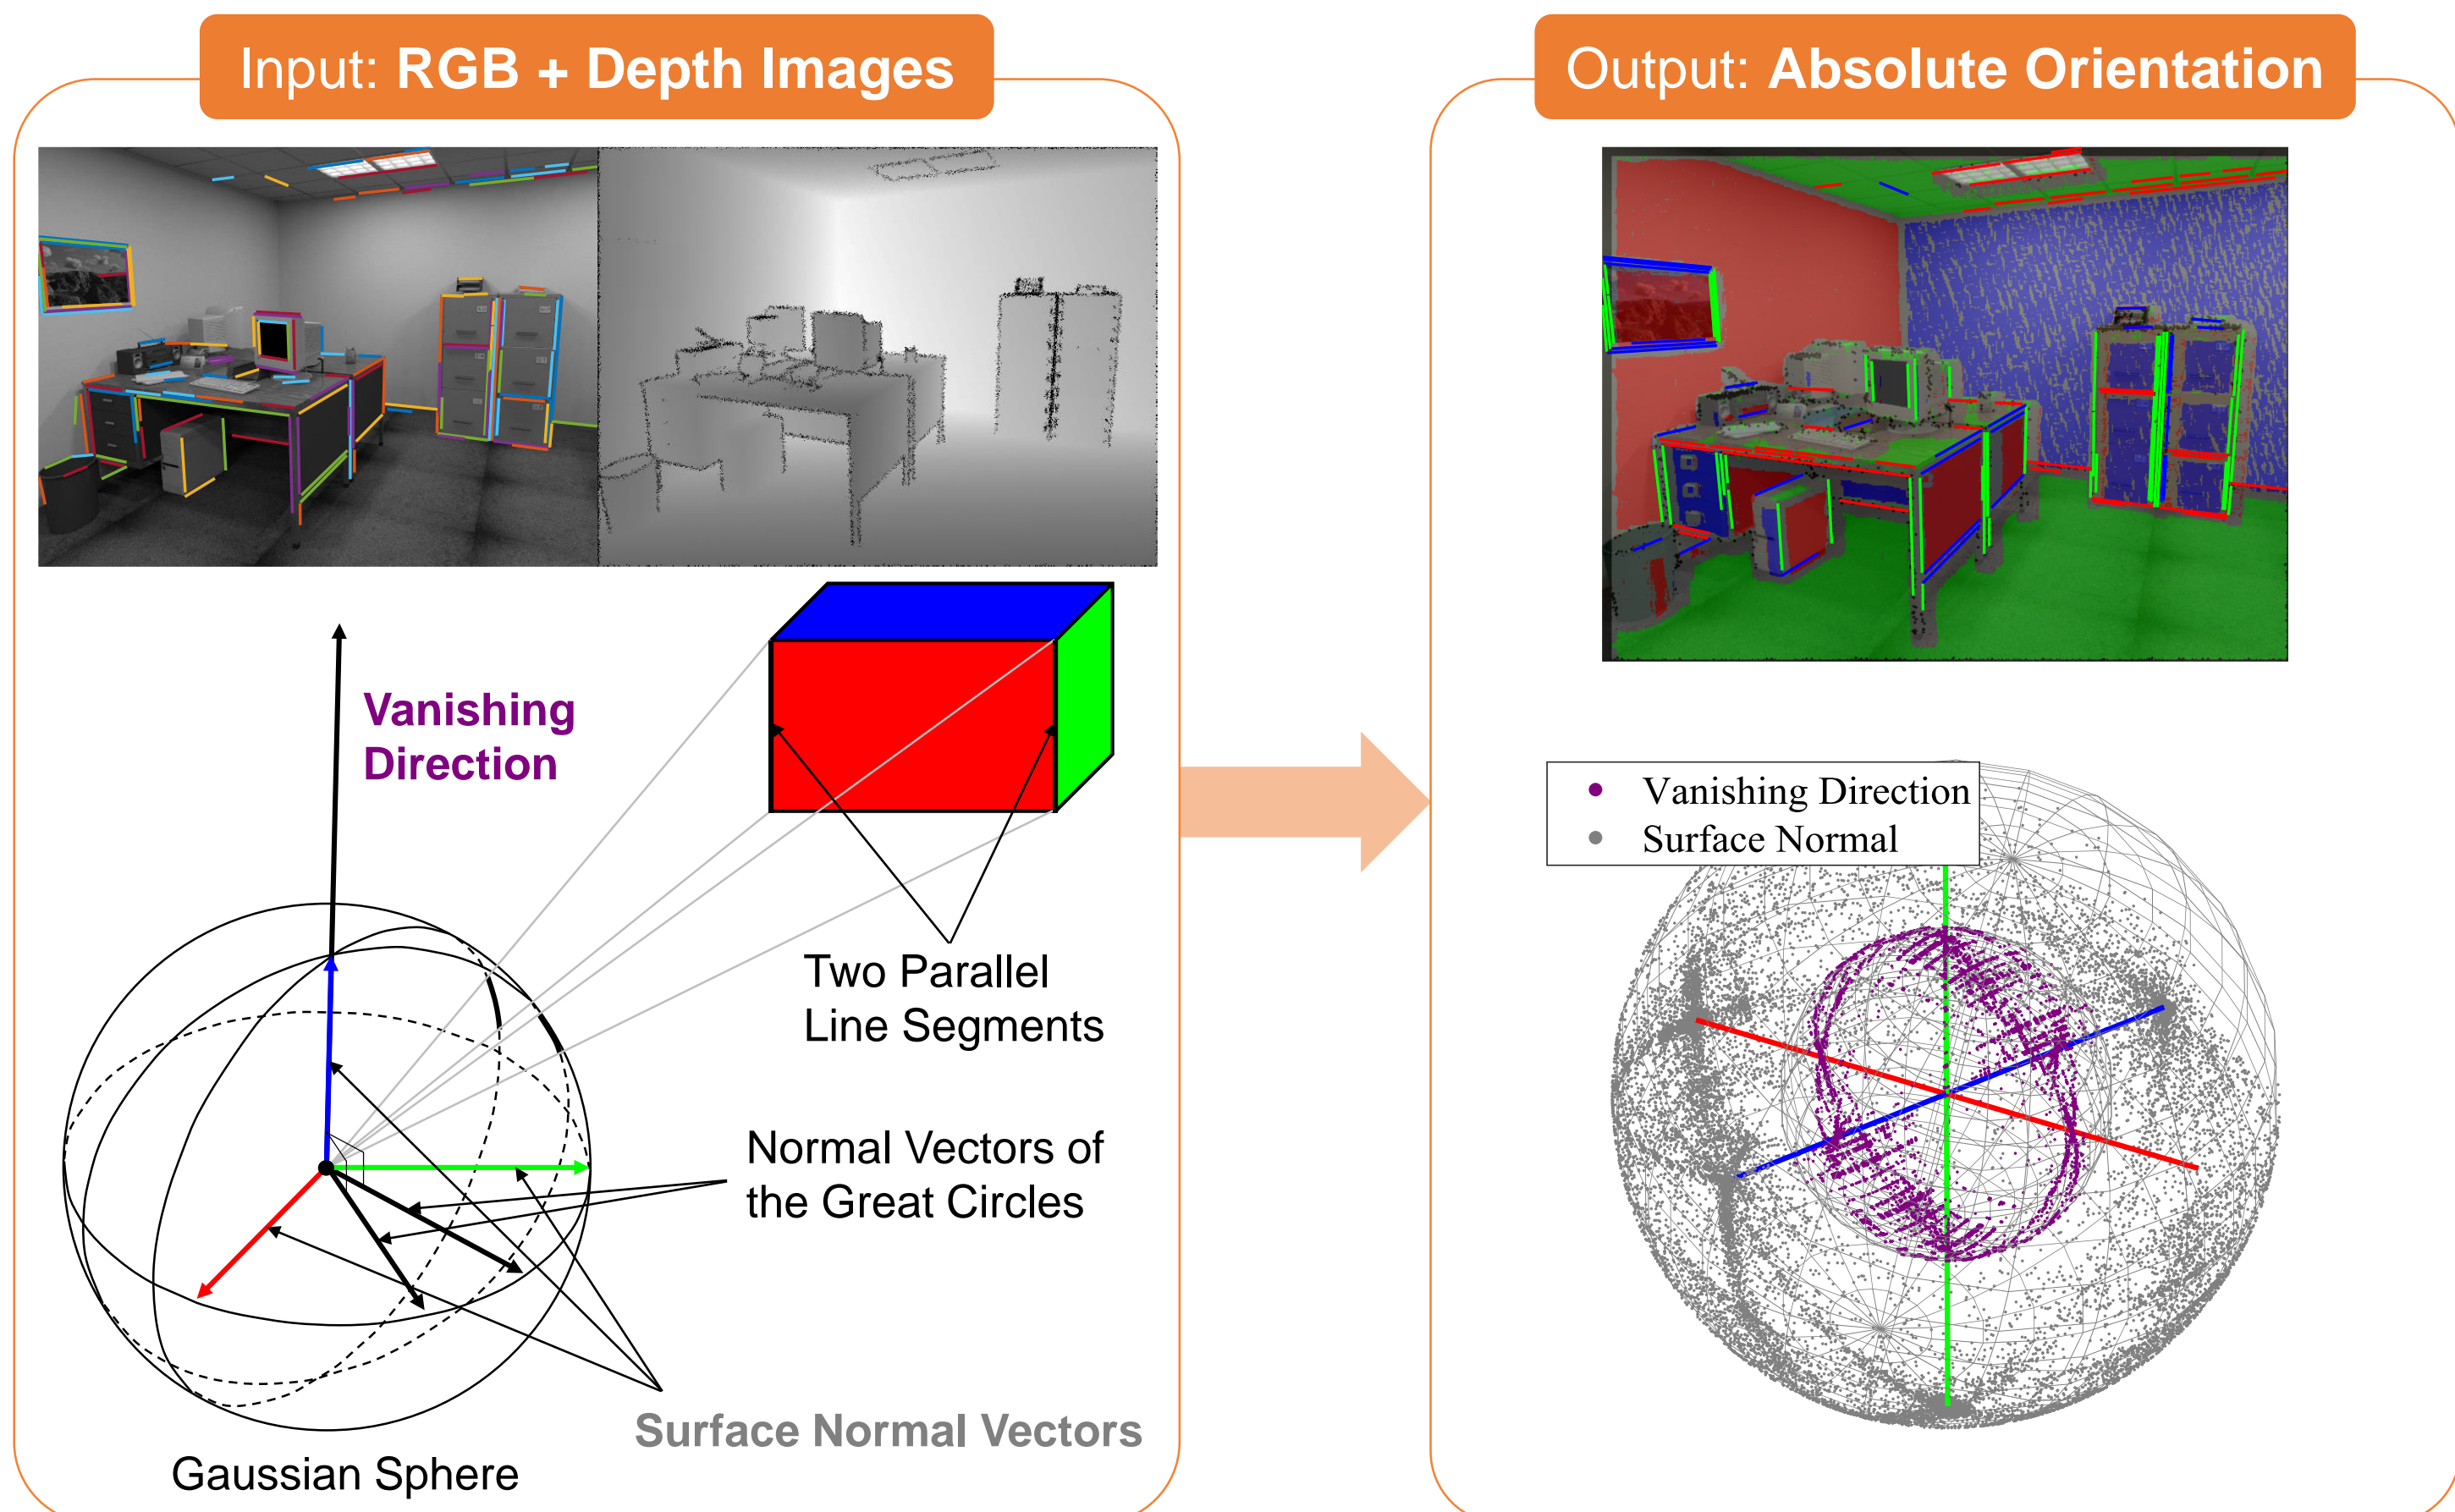 Input: RGB + Depth Images
Vanishing
Direction
Two Parallel
Line Segments
Normal Vectors of
the Great Circles
Surface Normal Vectors
Gaussian Sphere
Output: Absolute Orientation
Vanishing Direction
Surface Normal